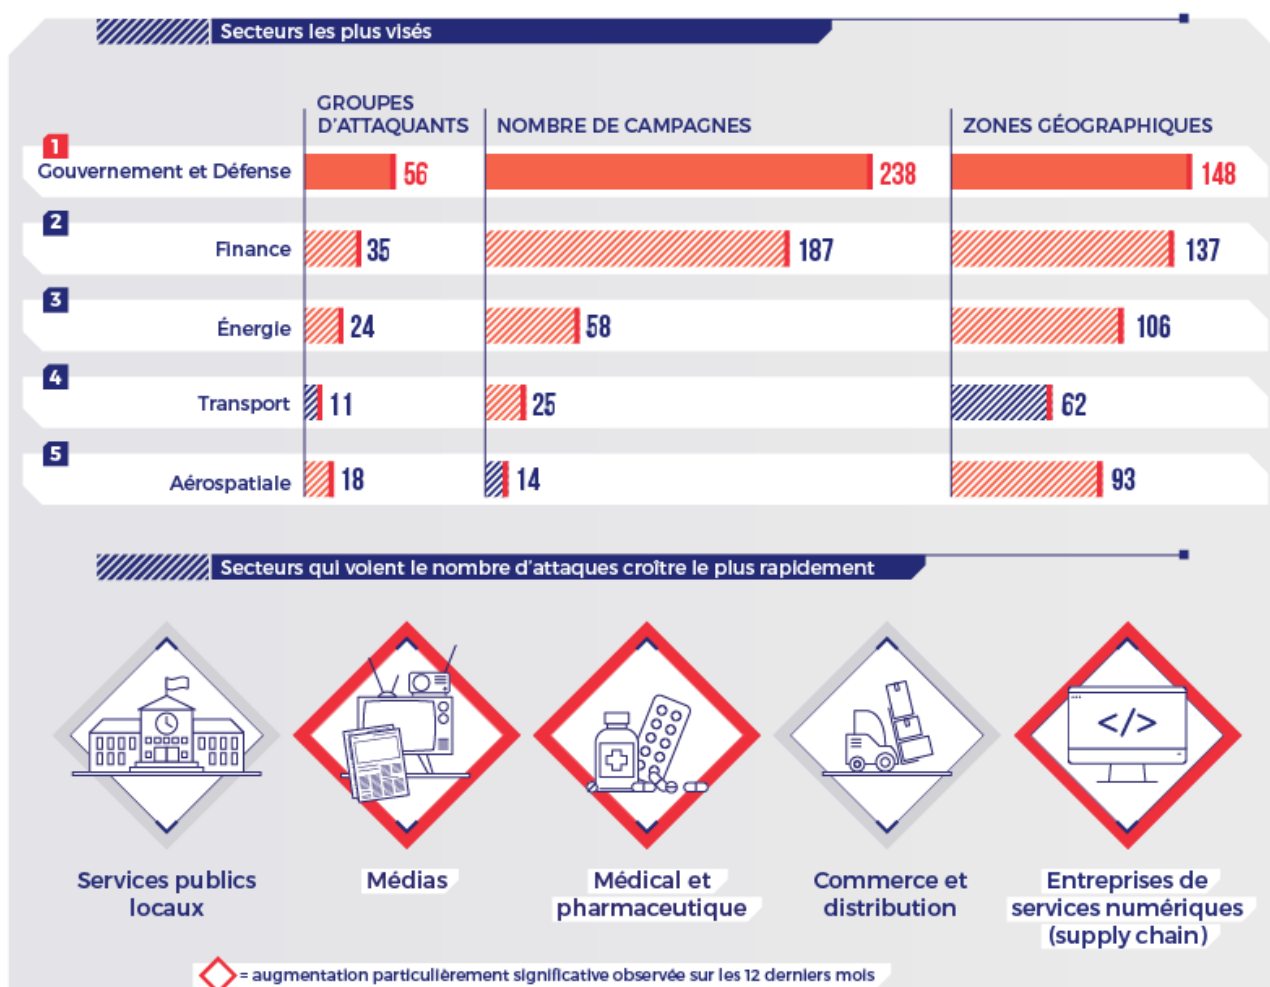 Secteurs les plus visés
GROUPES
D'ATTAQUANTS
NOMBRE DE CAMPAGNES
ZONES GÉOGRAPHIQUES
1
Gouvernement et Défense
56
238
148
2
Finance
35
187
137
3
Énergie
24
58
106
4
Transport
11
25
62
5
Aérospatiale
18
14
93
Secteurs qui voient le nombre d'attaques croître le plus rapidement
</>
Services publics
locaux
Médias
Médical et
pharmaceutique
Commerce et
distribution
Entreprises de
services numériques
(supply chain)
= augmentation particulièrement significative observée sur les 12 derniers mois